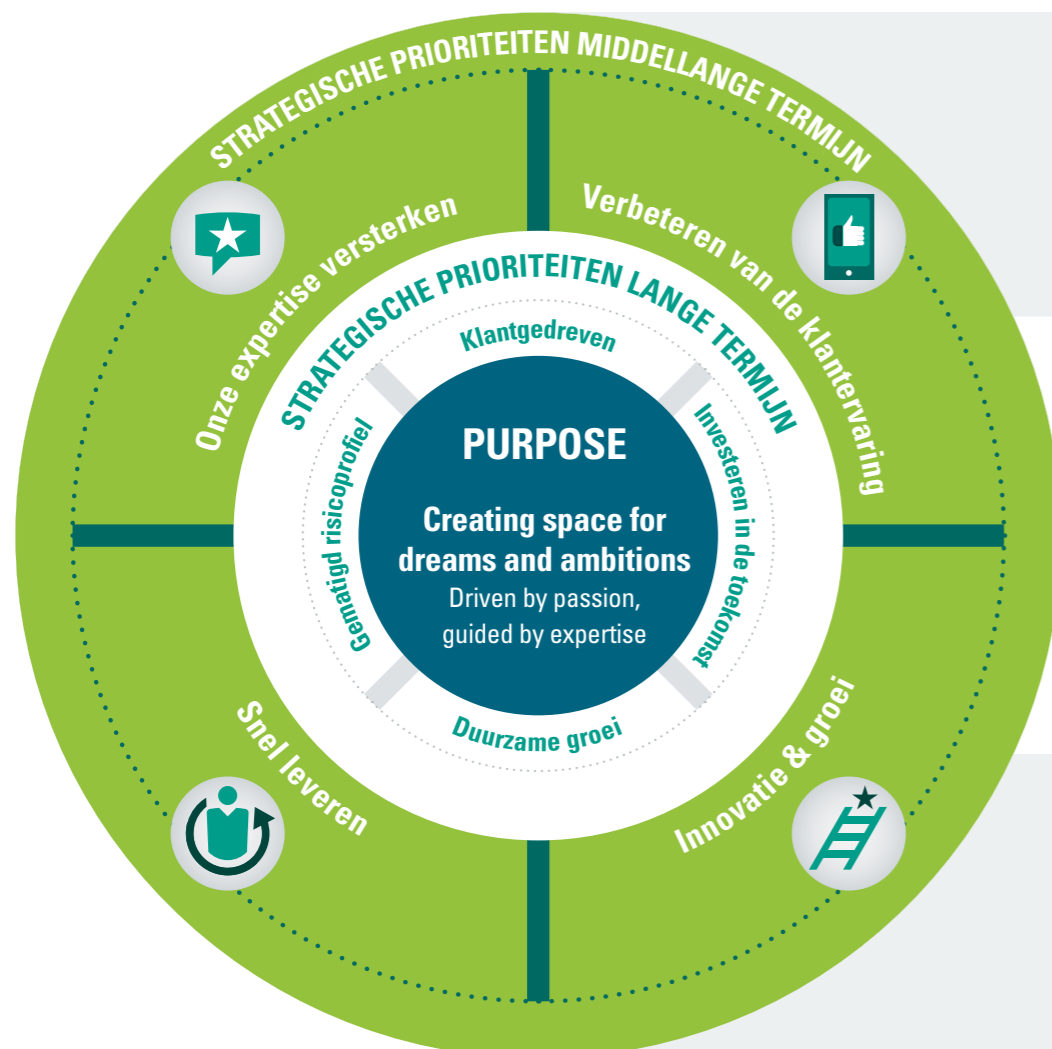 STRATEGISCHE PRIORITEITEN MIDDELLANGE TERMIJN
Onze expertise versterken
Verbeteren van de klantervaring
STRATEGISCHE PRIORITEITEN LANGE TERMIJN
Klantgedreven
Gematigd risicoprofiel
Investeren in de toekomst
PURPOSE
Creating space for
dreams and ambitions
Driven by passion,
guided by expertise
Duurzame groei
Snel leveren
Innovatie & groei